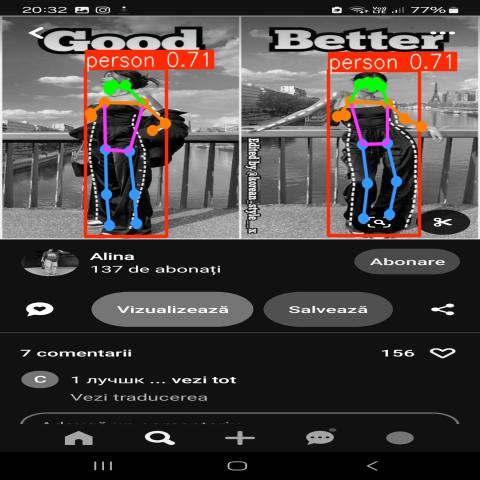 20:32
77%
Good
Better
person 0.71
person 0.71
Edited by @korean_style_x
Alina
137 de abonați
Abonare
Vizualizează
Salvează
7 comentarii
156
C
1 лучшк ... vezi tot
Vezi traducerea